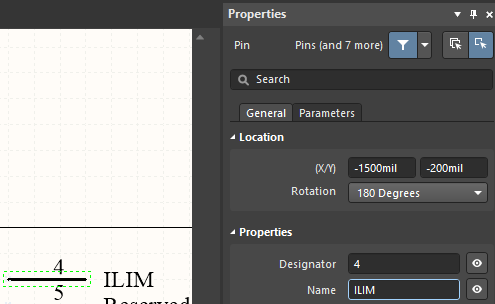 Properties
Pin Pins (and 7 more)
Search
General Parameters
Location
(X/Y) -1500mil -200mil
Rotation 180 Degrees
Properties
Designator 4
Name ILIM
4
ILIM
5
Reserved